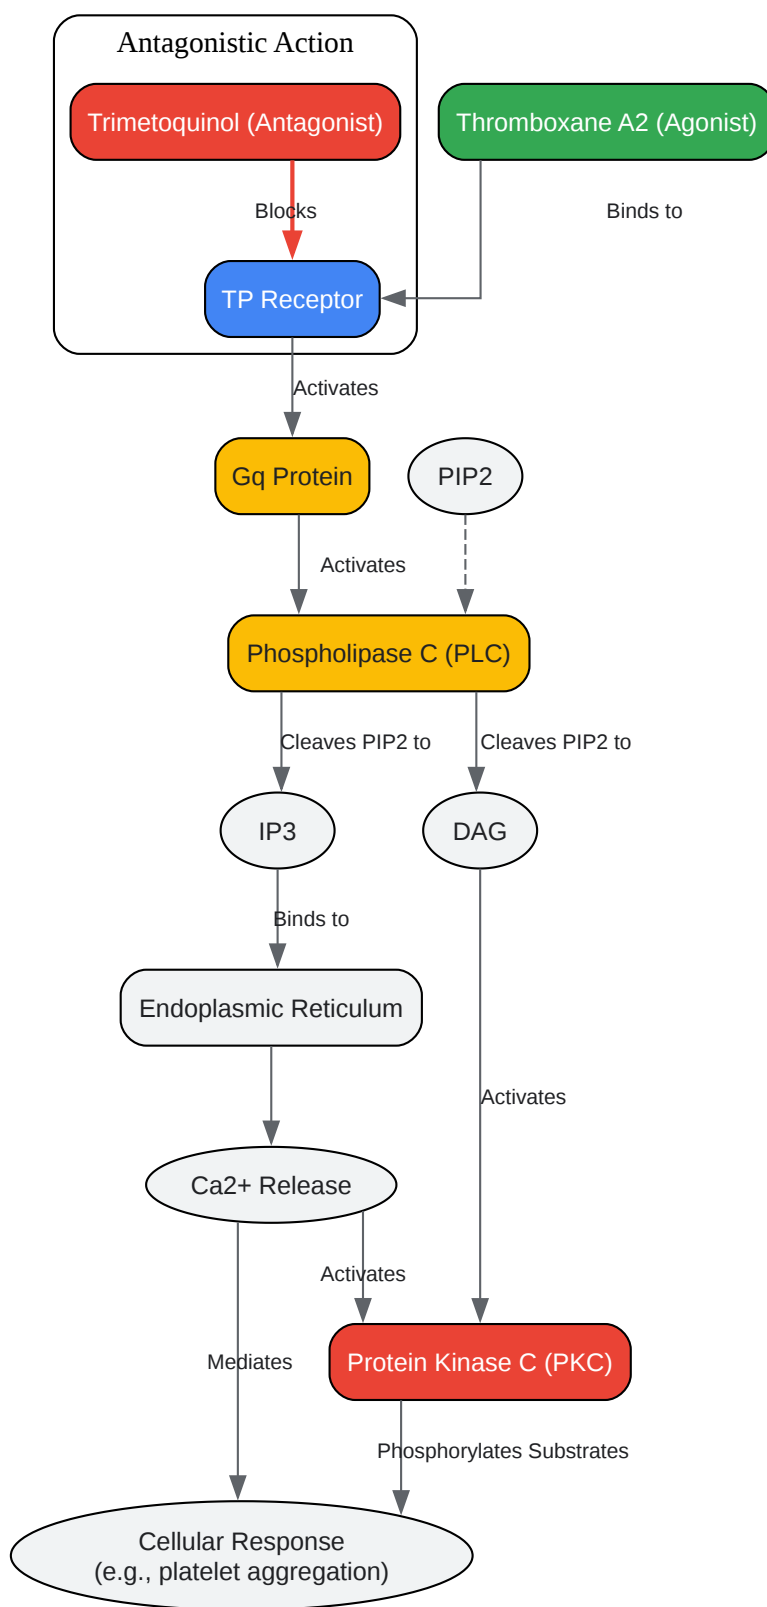 Antagonistic Action
Trimetoquinol (Antagonist)
Thromboxane A2 (Agonist)
Blocks
Binds to
TP Receptor
Activates
Gq Protein
PIP2
Activates
Phospholipase C (PLC)
Cleaves PIP2 to
Cleaves PIP2 to
IP3
DAG
Binds to
Endoplasmic Reticulum
Activates
Ca2+ Release
Activates
Mediates
Protein Kinase C (PKC)
Phosphorylates Substrates
Cellular Response
(e.g., platelet aggregation)